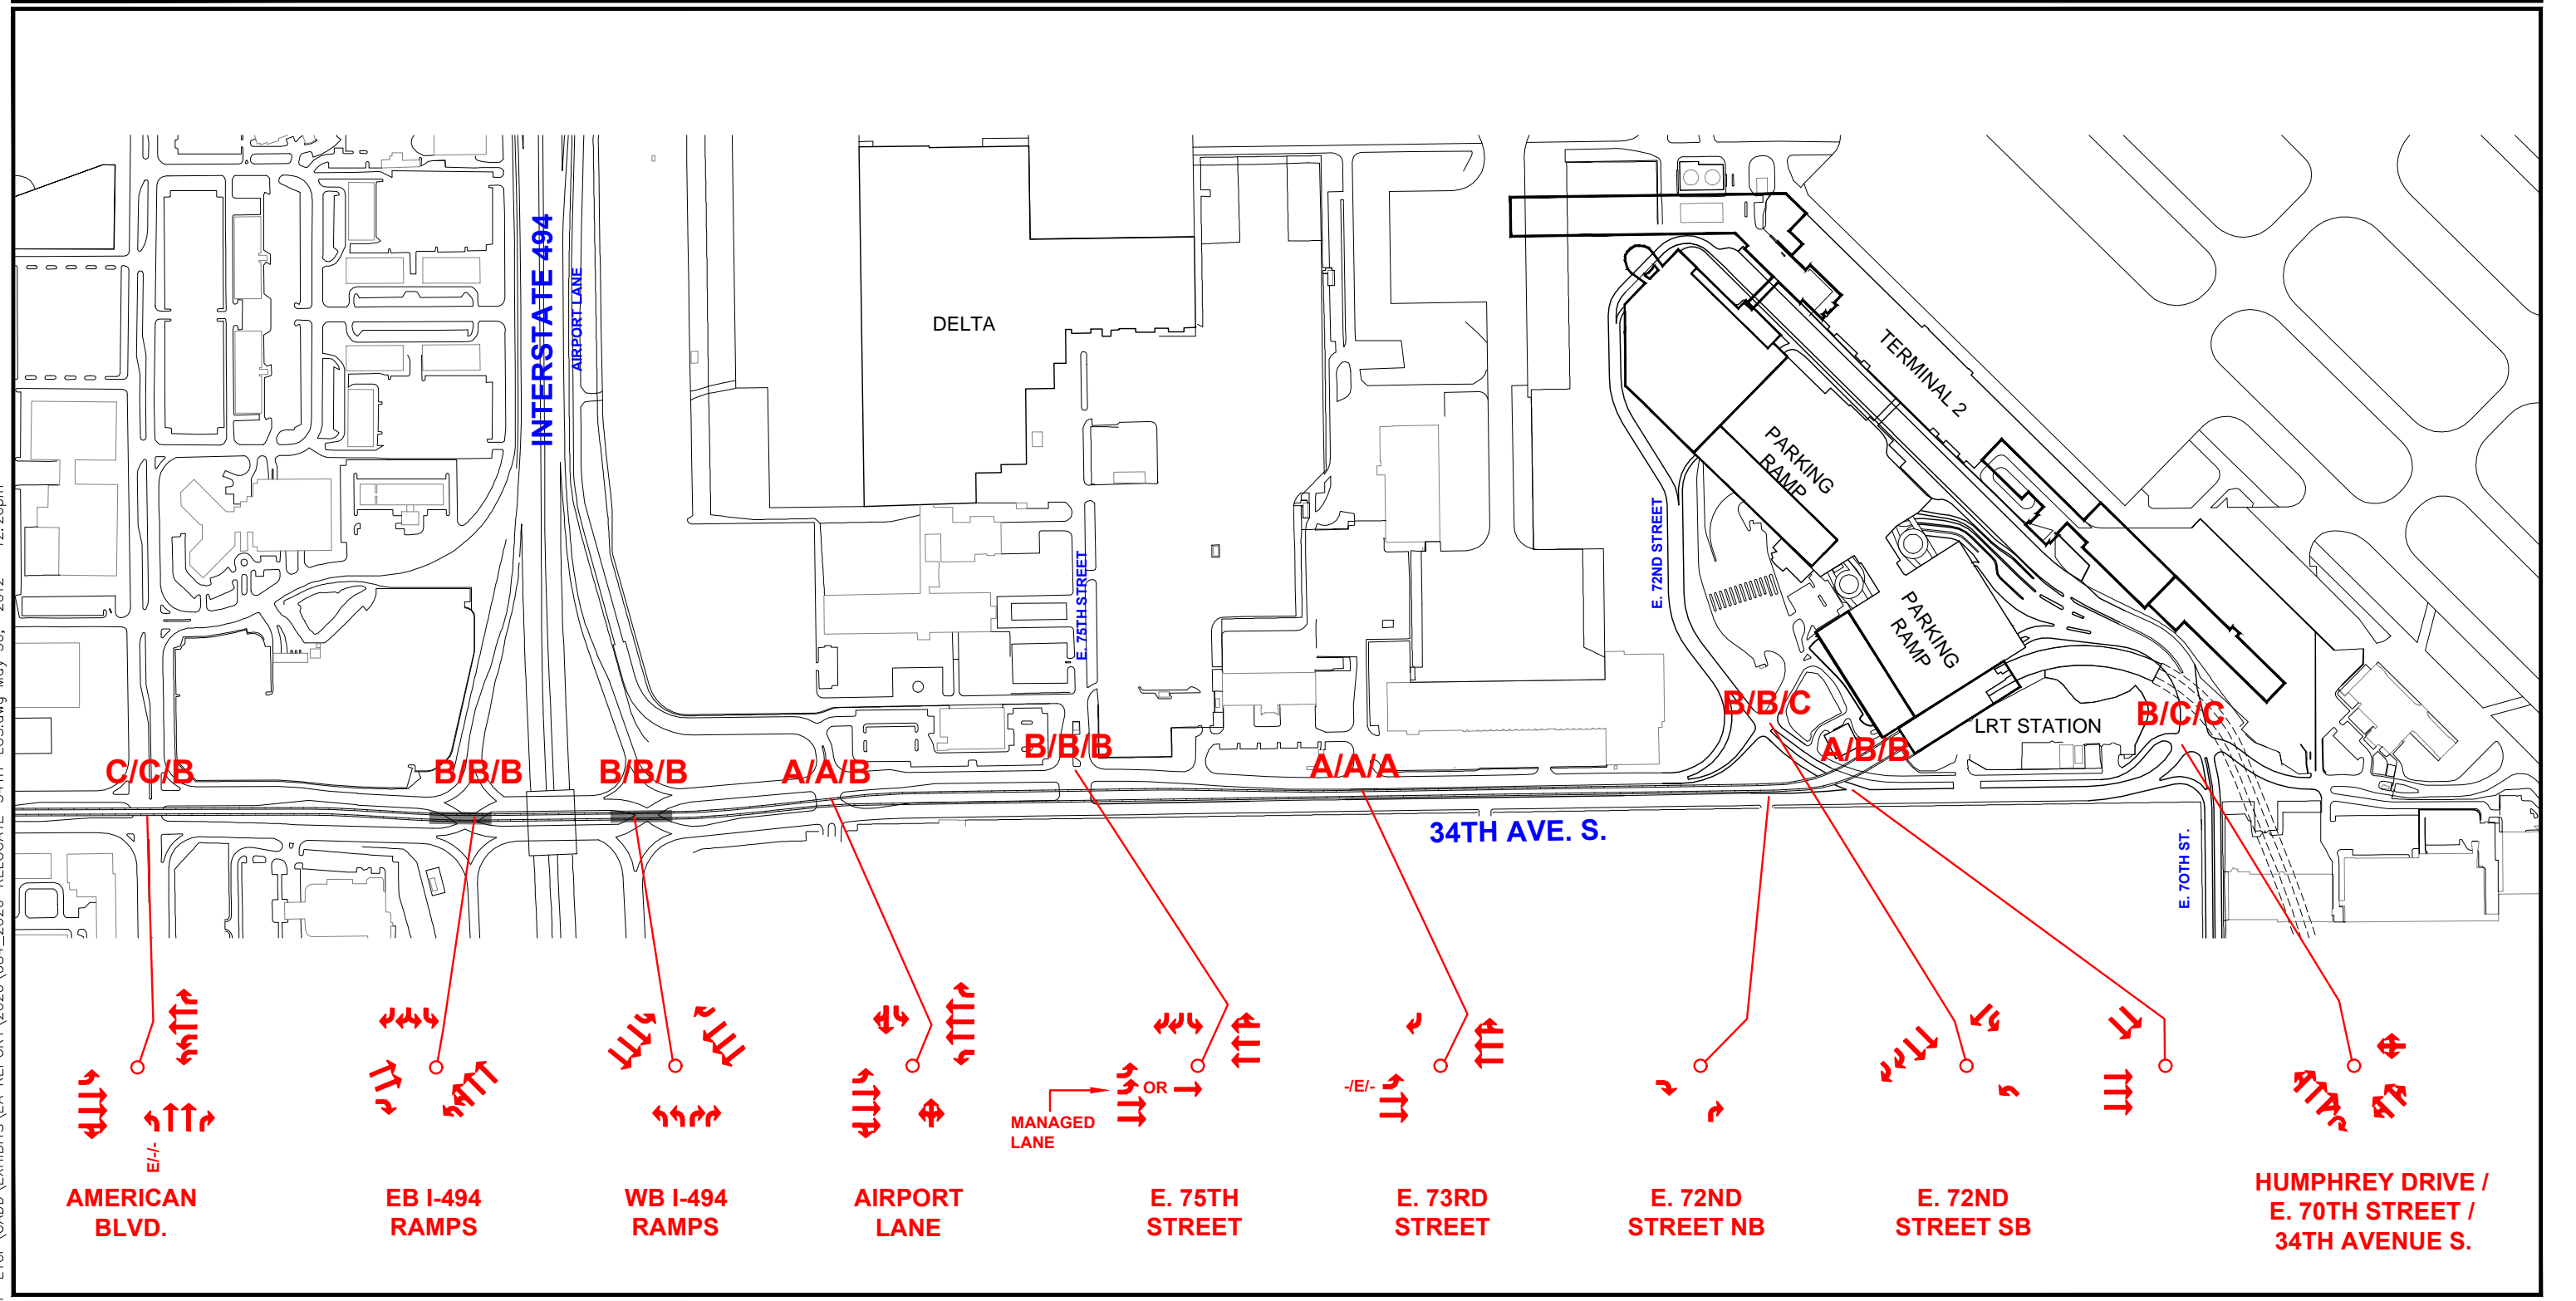 INTERSTATE 494
AIRPORT LANE
DELTA
TERMINAL 2
PARKING
RAMP
PARKING
RAMP
E. 72ND STREET
E. 75TH STREET
LRT STATION
C/C/B
B/B/B
B/B/B
A/A/B
B/B/B
A/A/A
B/B/C
A/B/B
B/C/C
34TH AVE. S.
E. 70TH ST.
MANAGED
LANE
OR
-/E/-
E/-/-
AMERICAN
BLVD.
EB I-494
RAMPS
WB I-494
RAMPS
AIRPORT
LANE
E. 75TH
STREET
E. 73RD
STREET
E. 72ND
STREET NB
E. 72ND
STREET SB
HUMPHREY DRIVE /
E. 70TH STREET /
34TH AVENUE S.